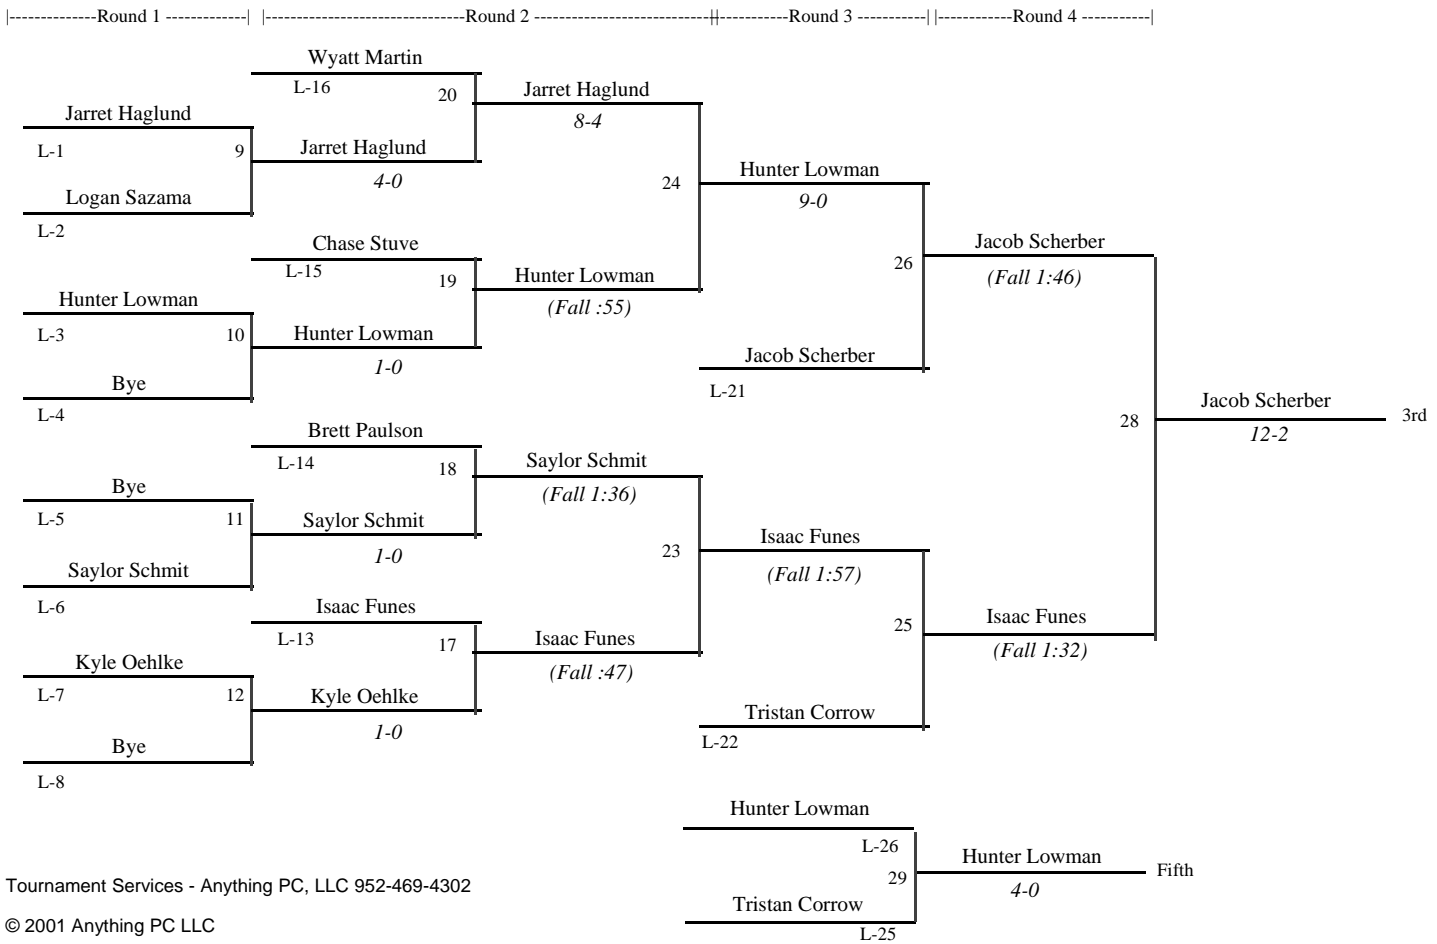 |--------------Round 1 -------------| |--------------------------------Round 2 ----------------------------||-----------Round 3 -----------| |------------Round 4 -----------|
Wyatt Martin
L-16
20
Jarret Haglund
8-4
Jarret Haglund
L-1
9
Jarret Haglund
4-0
Logan Sazama
L-2
24
Hunter Lowman
9-0
Chase Stuve
L-15
19
Hunter Lowman
(Fall :55)
Hunter Lowman
L-3
10
Hunter Lowman
1-0
Bye
L-4
26
Jacob Scherber
(Fall 1:46)
Jacob Scherber
L-21
28
Jacob Scherber
12-2
3rd
Brett Paulson
L-14
18
Saylor Schmit
(Fall 1:36)
Bye
L-5
11
Saylor Schmit
1-0
Saylor Schmit
L-6
23
Isaac Funes
(Fall 1:57)
Isaac Funes
L-13
17
Isaac Funes
(Fall :47)
25
Isaac Funes
(Fall 1:32)
Kyle Oehlke
L-7
12
Kyle Oehlke
1-0
Bye
L-8
Tristan Corrow
L-22
Hunter Lowman
L-26
29
Hunter Lowman
4-0
Fifth
Tristan Corrow
L-25
Tournament Services - Anything PC, LLC 952-469-4302
© 2001 Anything PC LLC